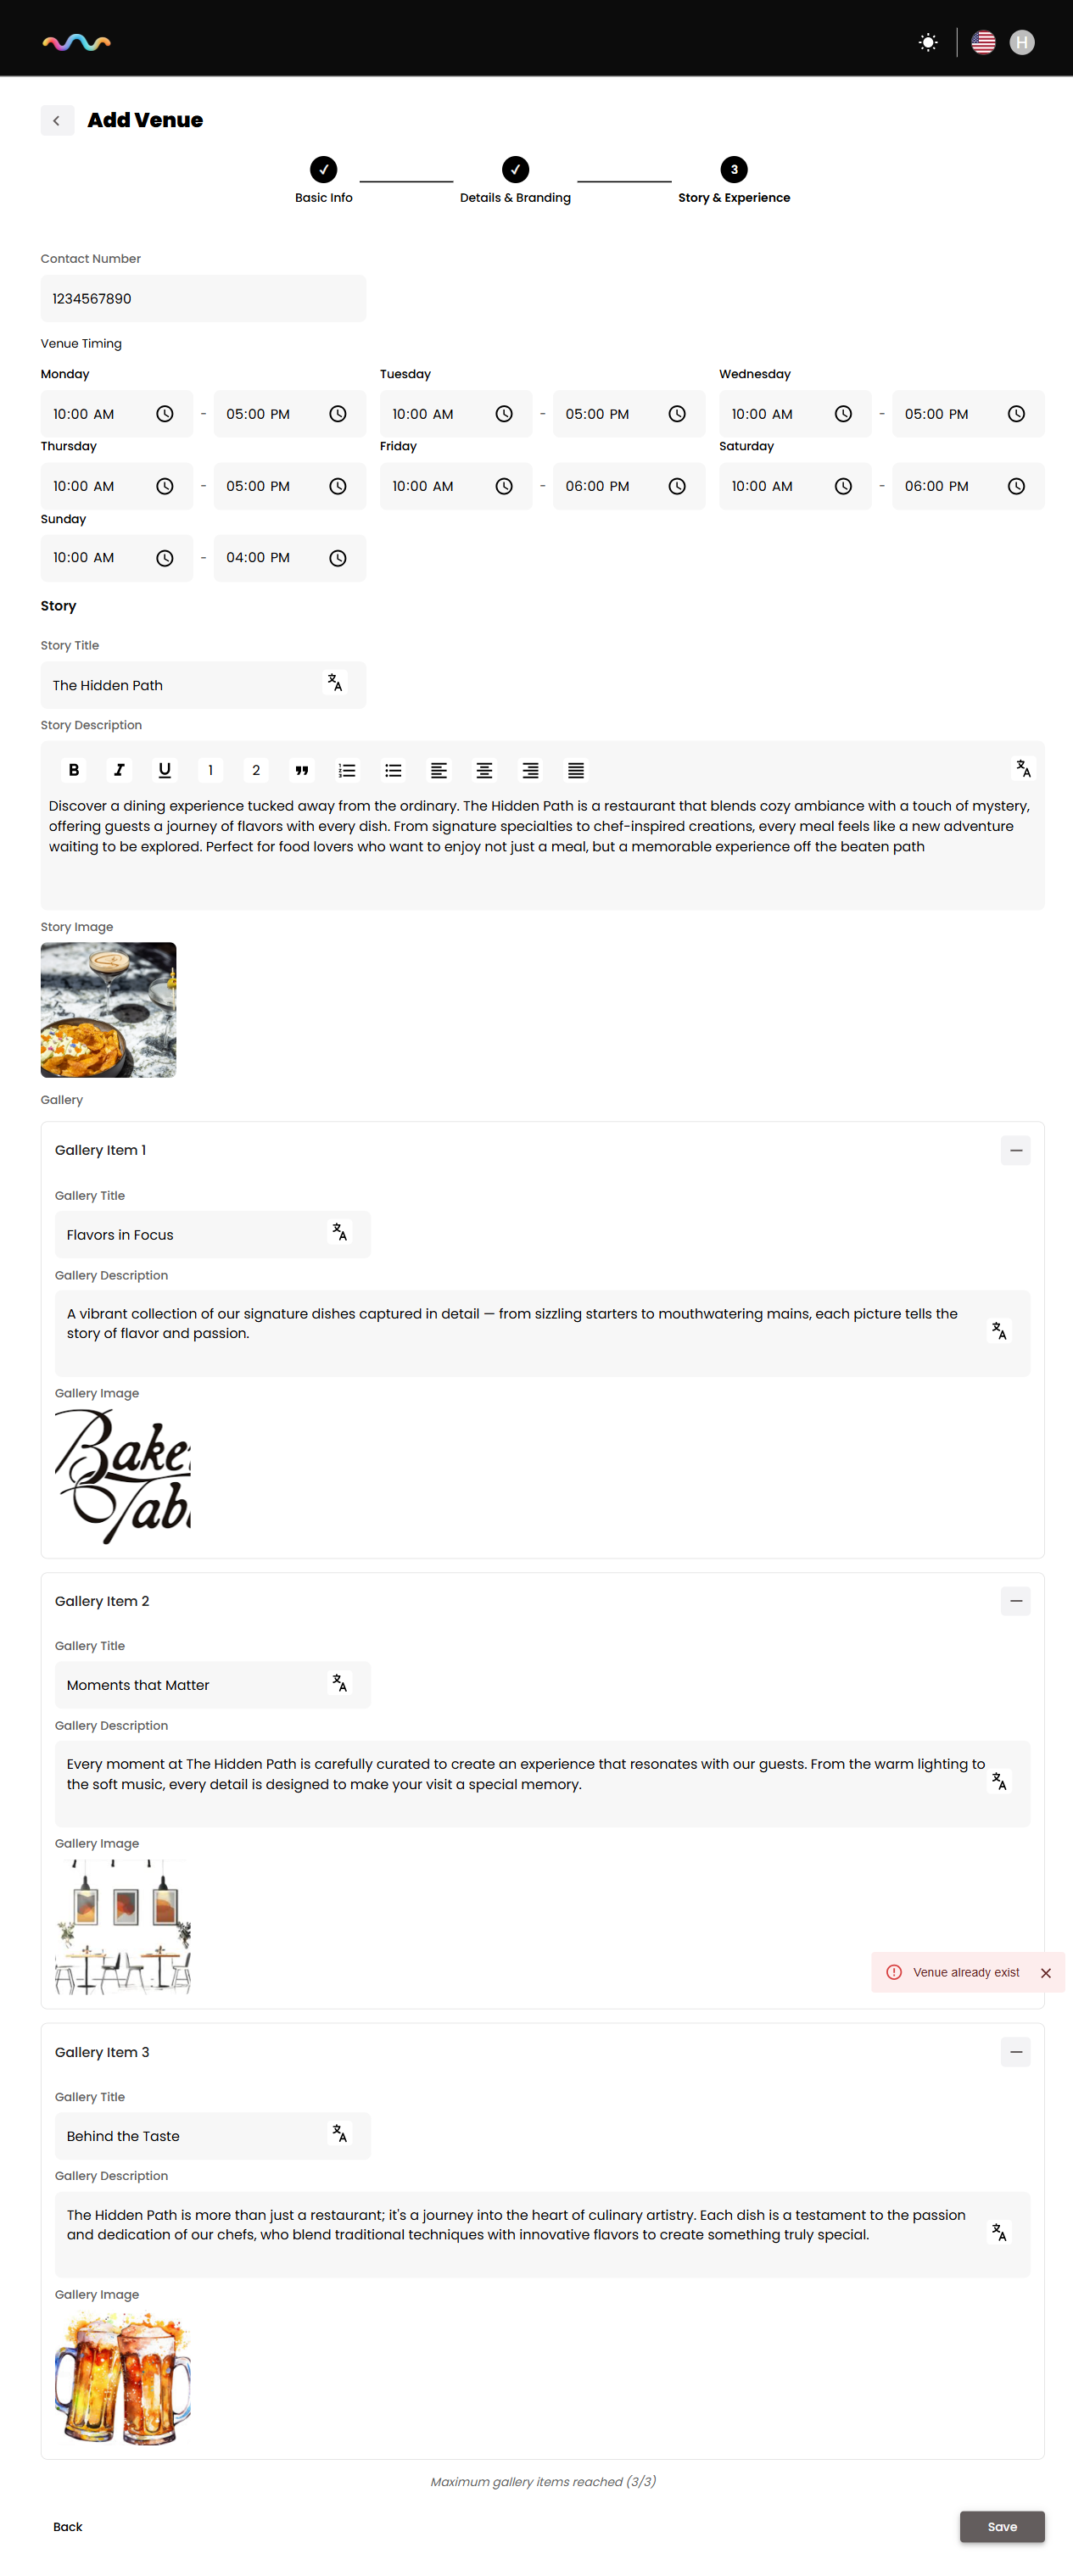 H
Add Venue
3
Basic Info
Details & Branding
Story & Experience
Contact Number
1234567890
Venue Timing
Monday
Tuesday
Wednesday
10:00 AM - 05:00 PM
10:00 AM - 05:00 PM
10:00 AM - 05:00 PM
Thursday
Friday
Saturday
10:00 AM - 05:00 PM
10:00 AM - 06:00 PM
10:00 AM - 06:00 PM
Sunday
10:00 AM - 04:00 PM
Story
Story Title
The Hidden Path
Story Description
B I U 1 2
Discover a dining experience tucked away from the ordinary. The Hidden Path is a restaurant that blends cozy ambiance with a touch of mystery,
offering guests a journey of flavors with every dish. From signature specialties to chef-inspired creations, every meal feels like a new adventure
waiting to be explored. Perfect for food lovers who want to enjoy not just a meal, but a memorable experience off the beaten path
Story Image
Gallery
Gallery Item 1
Gallery Title
Flavors in Focus
Gallery Description
A vibrant collection of our signature dishes captured in detail — from sizzling starters to mouthwatering mains, each picture tells the
story of flavor and passion.
Gallery Image
Bake
Tab
Gallery Item 2
Gallery Title
Moments that Matter
Gallery Description
Every moment at The Hidden Path is carefully curated to create an experience that resonates with our guests. From the warm lighting to
the soft music, every detail is designed to make your visit a special memory.
Gallery Image
Venue already exist
Gallery Item 3
Gallery Title
Behind the Taste
Gallery Description
The Hidden Path is more than just a restaurant; it's a journey into the heart of culinary artistry. Each dish is a testament to the passion
and dedication of our chefs, who blend traditional techniques with innovative flavors to create something truly special.
Gallery Image
Maximum gallery items reached (3/3)
Back
Save